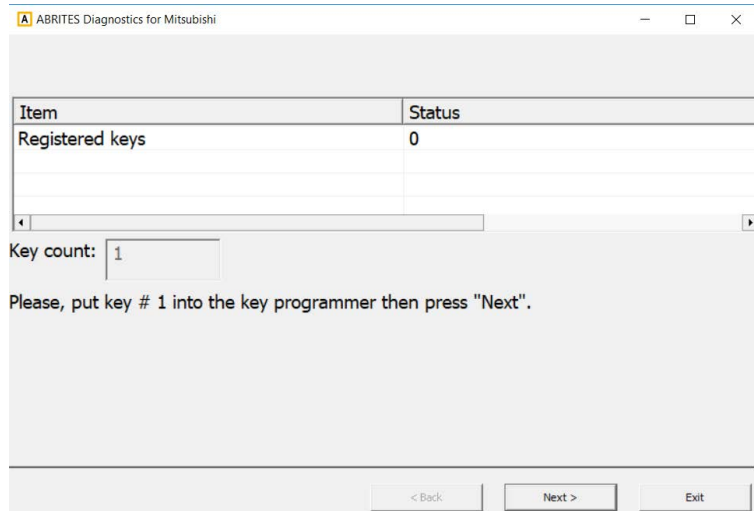 A ABRITES Diagnostics for Mitsubishi
Item Status
Registered keys 0
Key count: 1
Please, put key # 1 into the key programmer then press "Next".
< Back Next > Exit